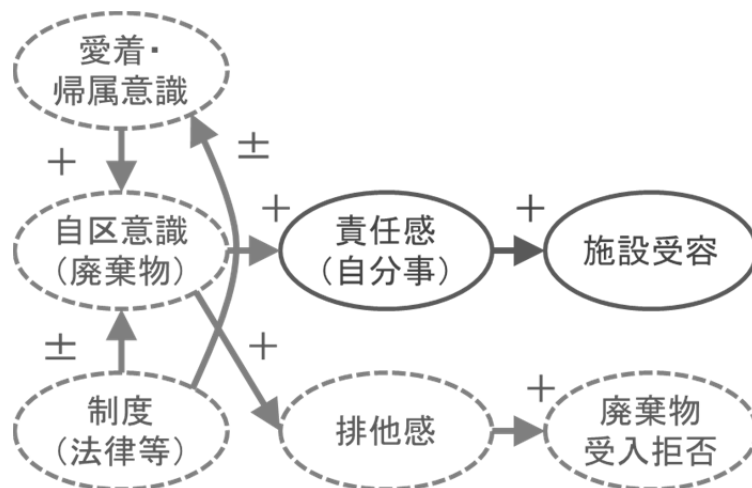 愛着・
帰属意識
+
±
自区意識
(廃棄物)
+
責任感
(自分事)
+
施設受容
±
+
制度
(法律等)
排他感
+
廃棄物
受入拒否